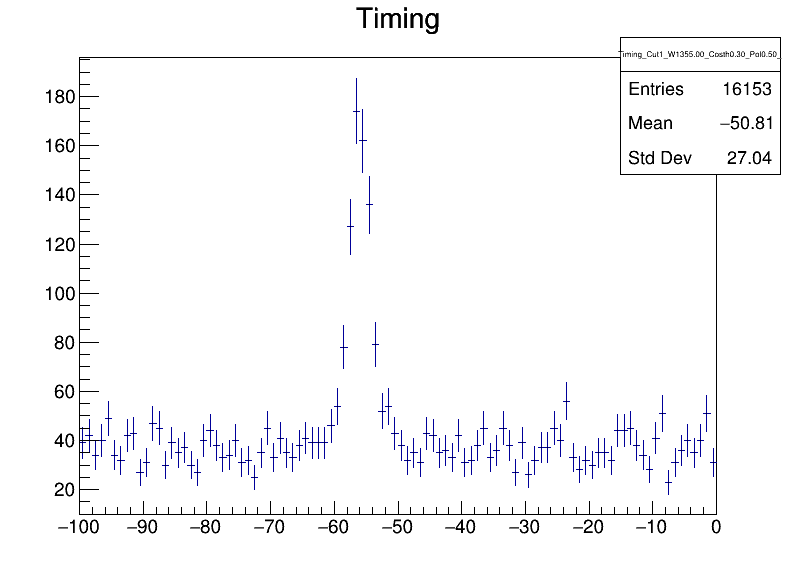 Timing
Timing_Cut1_W1355.00_Costh0.30_Pol0.50_
Entries 16153
Mean −50.81
Std Dev 27.04
180
160
140
120
100
80
60
40
20
−100 −90 −80 −70 −60 −50 −40 −30 −20 −10 0